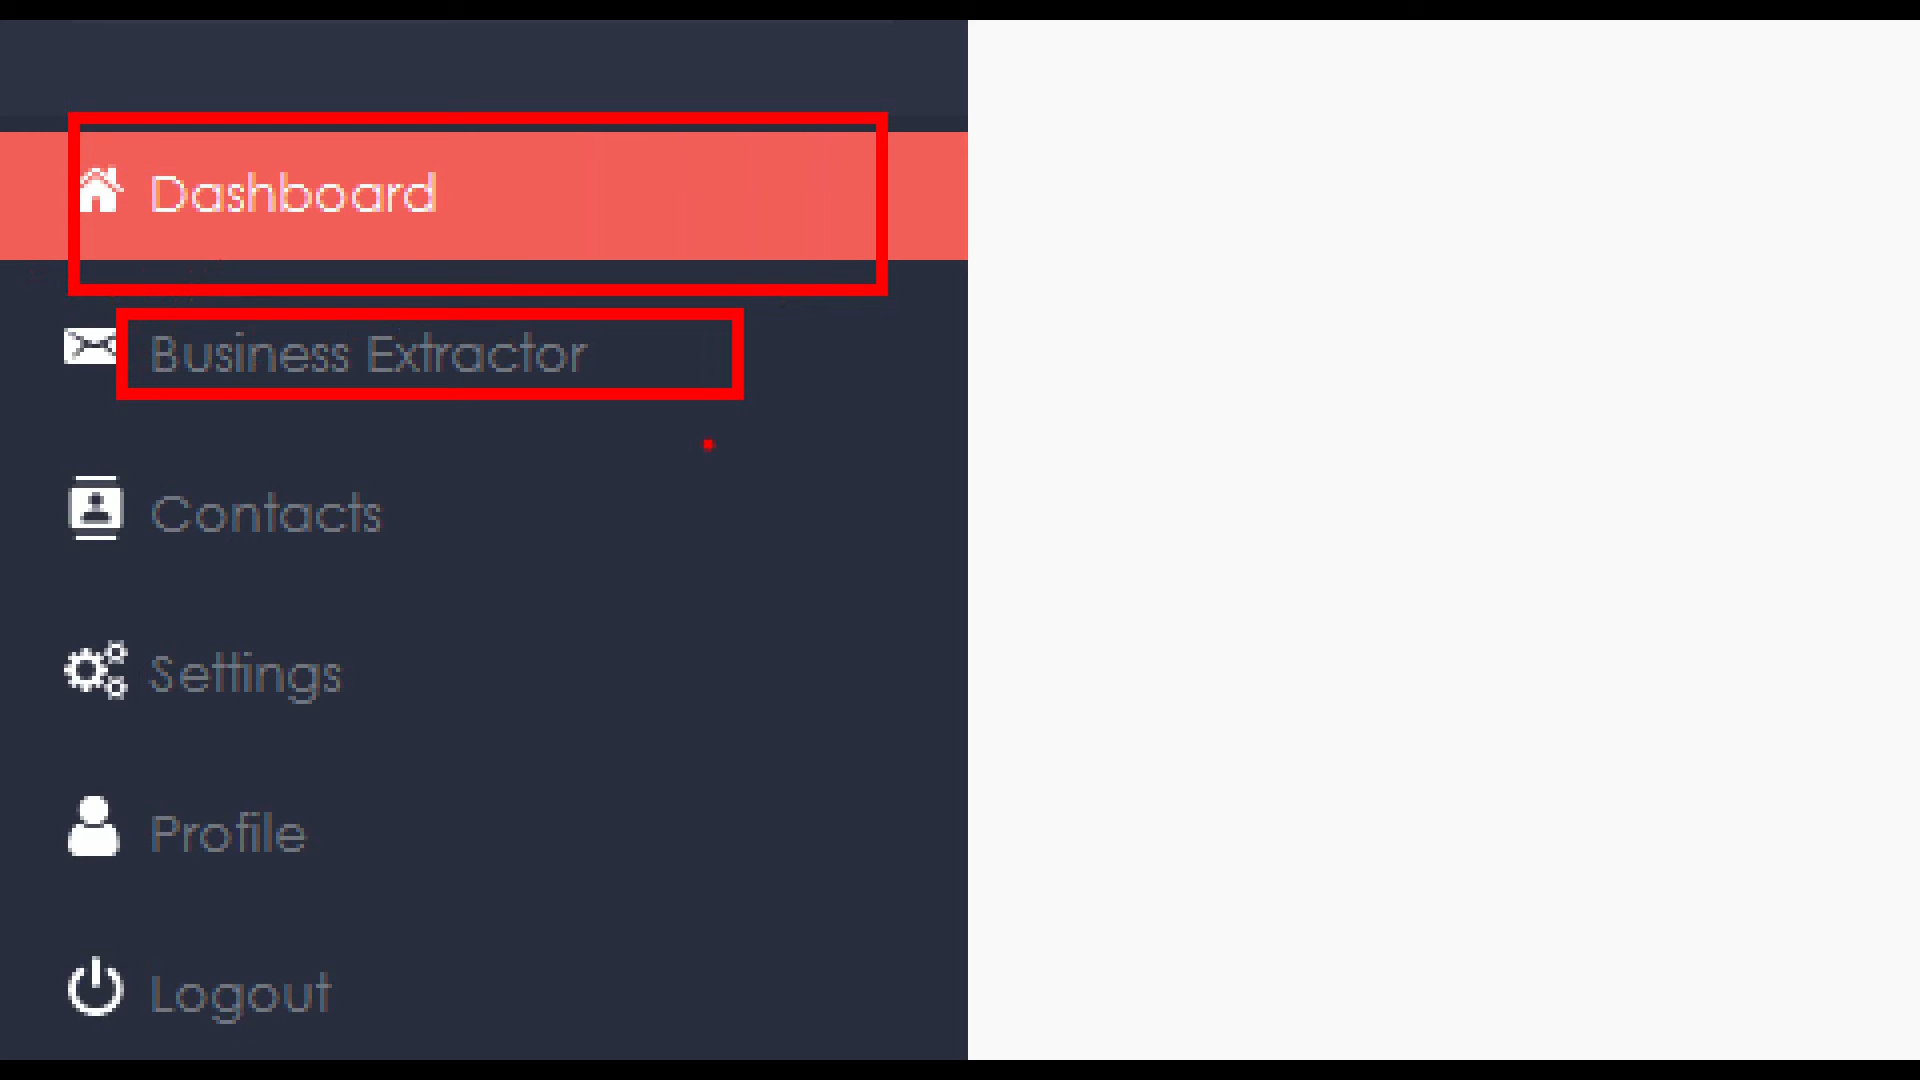 Dashboard
Business Extractor
Contacts
Settings
Profile
Logout